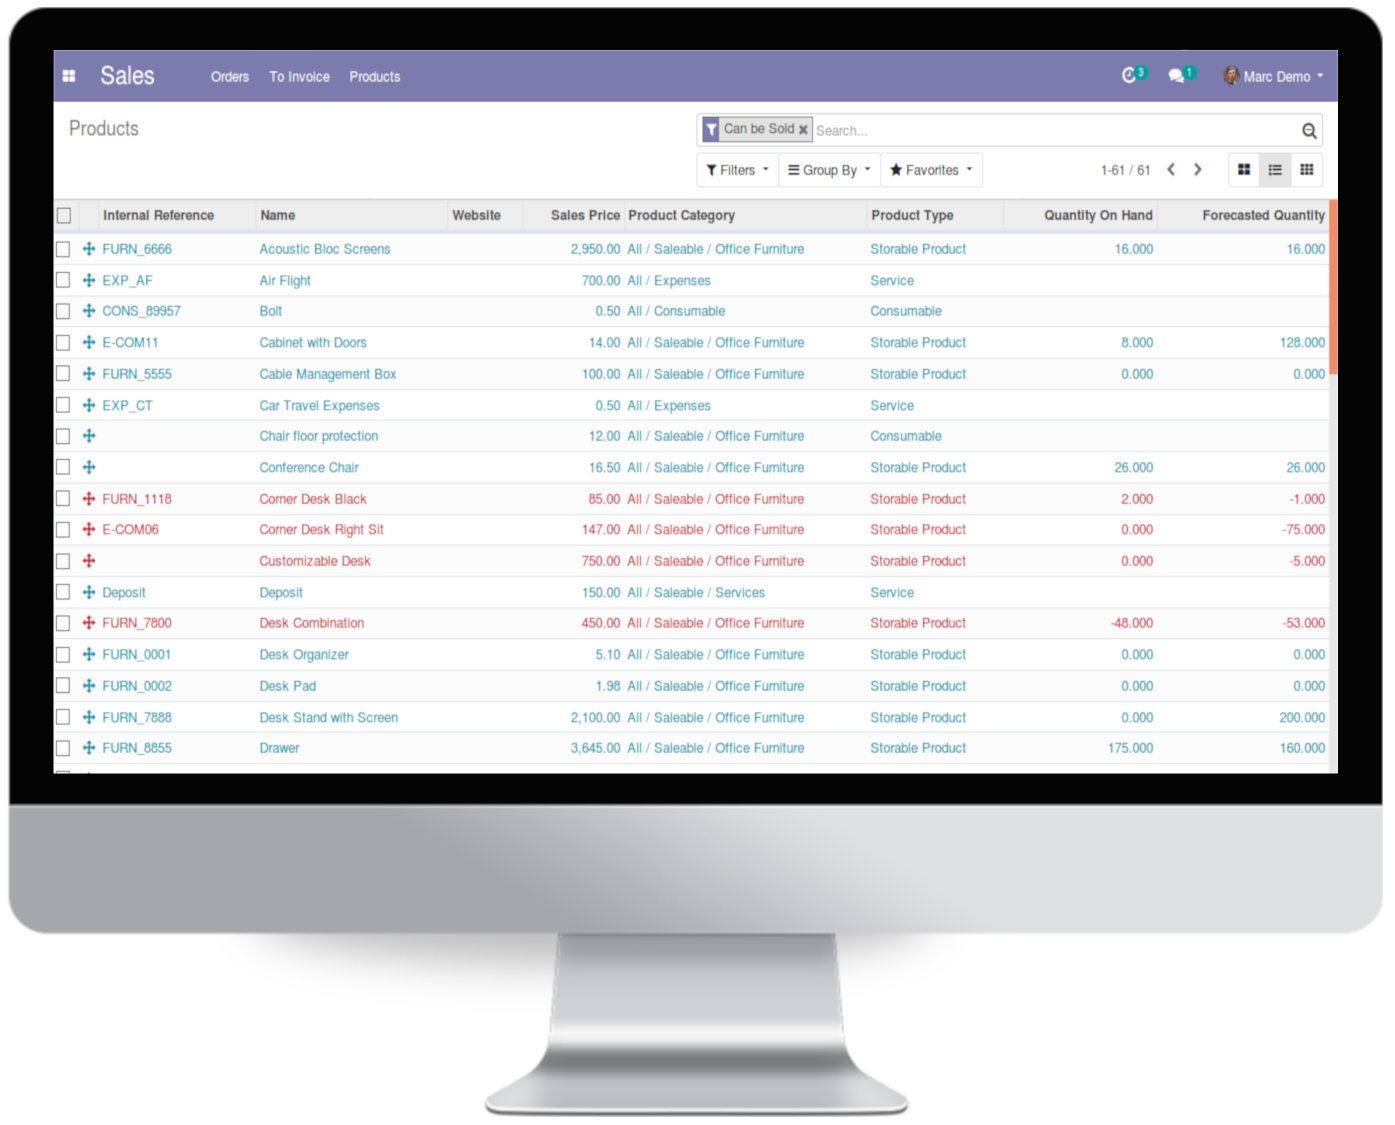 Sales Orders To Invoice Products 3 1 Marc Demo
Products Can be Sold Search...
Filters Group By Favorites 1-61 / 61
Internal Reference Name Website Sales Price Product Category Product Type Quantity On Hand Forecasted Quantity
FURN_6666 Acoustic Bloc Screens 2,950.00 All / Saleable / Office Furniture Storable Product 16.000 16.000
EXP_AF Air Flight 700.00 All / Expenses Service
CONS_89957 Bolt 0.50 All / Consumable Consumable
E-COM11 Cabinet with Doors 14.00 All / Saleable / Office Furniture Storable Product 8.000 128.000
FURN_5555 Cable Management Box 100.00 All / Saleable / Office Furniture Storable Product 0.000 0.000
EXP_CT Car Travel Expenses 0.50 All / Expenses Service
Chair floor protection 12.00 All / Saleable / Office Furniture Consumable
Conference Chair 16.50 All / Saleable / Office Furniture Storable Product 26.000 26.000
FURN_1118 Corner Desk Black 85.00 All / Saleable / Office Furniture Storable Product 2.000 -1.000
E-COM06 Corner Desk Right Sit 147.00 All / Saleable / Office Furniture Storable Product 0.000 -75.000
Customizable Desk 750.00 All / Saleable / Office Furniture Storable Product 0.000 -5.000
Deposit Deposit 150.00 All / Saleable / Services Service
FURN_7800 Desk Combination 450.00 All / Saleable / Office Furniture Storable Product -48.000 -53.000
FURN_0001 Desk Organizer 5.10 All / Saleable / Office Furniture Storable Product 0.000 0.000
FURN_0002 Desk Pad 1.98 All / Saleable / Office Furniture Storable Product 0.000 0.000
FURN_7888 Desk Stand with Screen 2,100.00 All / Saleable / Office Furniture Storable Product 0.000 200.000
FURN_8855 Drawer 3,645.00 All / Saleable / Office Furniture Storable Product 175.000 160.000